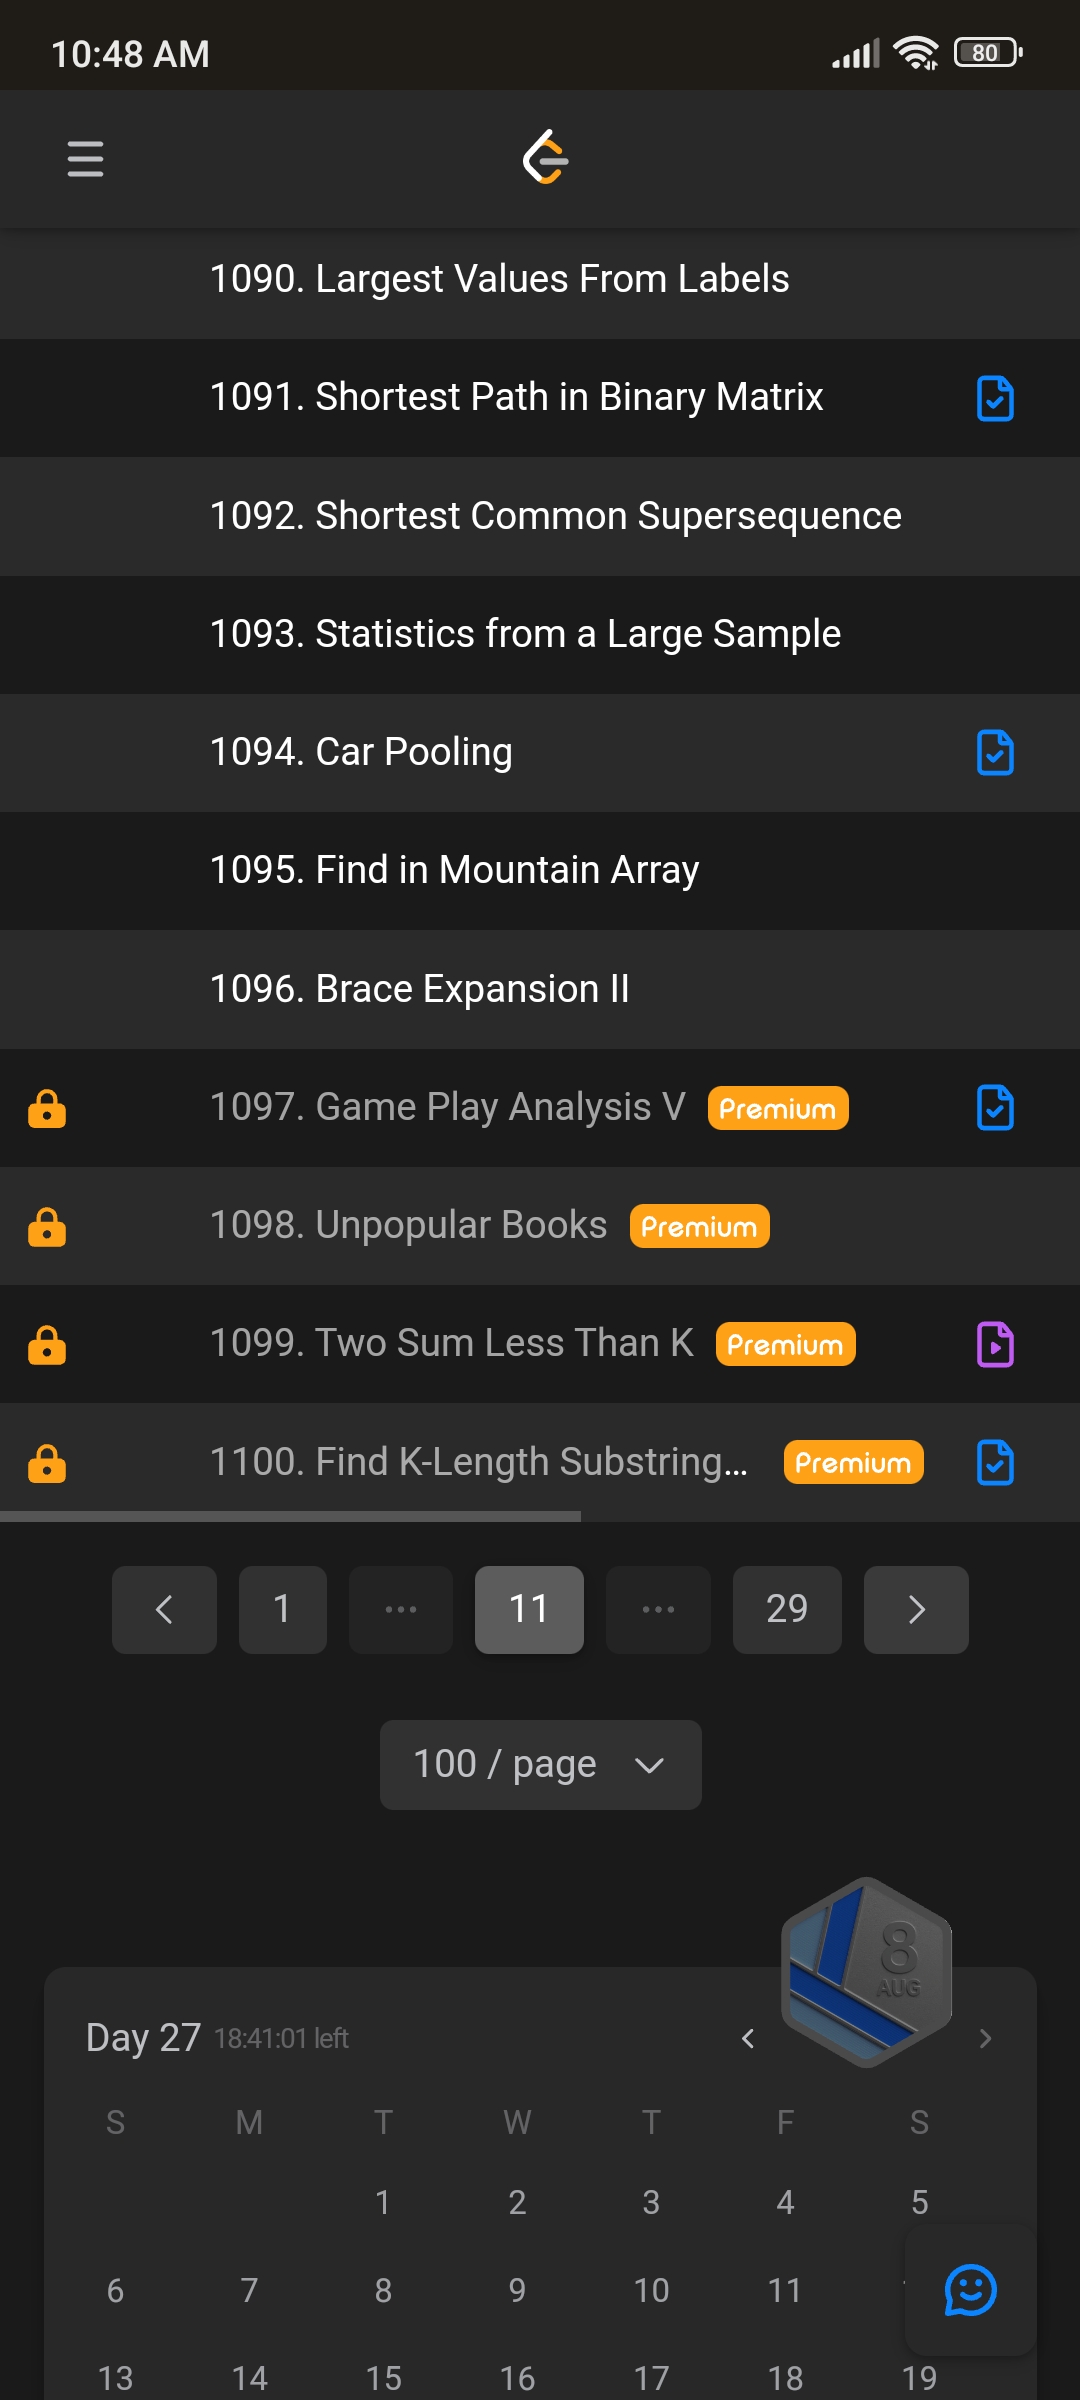 10:48 AM
80
1090. Largest Values From Labels
1091. Shortest Path in Binary Matrix
1092. Shortest Common Supersequence
1093. Statistics from a Large Sample
1094. Car Pooling
1095. Find in Mountain Array
1096. Brace Expansion II
1097. Game Play Analysis V Premium
1098. Unpopular Books Premium
1099. Two Sum Less Than K Premium
1100. Find K-Length Substring... Premium
1 ... 11 ... 29
100 / page
8
AUG
Day 27 18:41:01 left
S M T W T F S
1 2 3 4 5
6 7 8 9 10 11
13 14 15 16 17 18 19